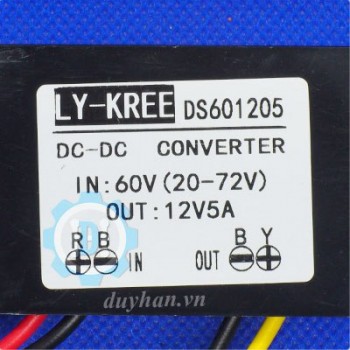 LY-KREE DS601205
DC-DC CONVERTER
IN:60V(20-72V)
OUT:12V5A
R B B Y
⊕ ⊖ IN OUT ⊖ ⊕
duyhan.vn